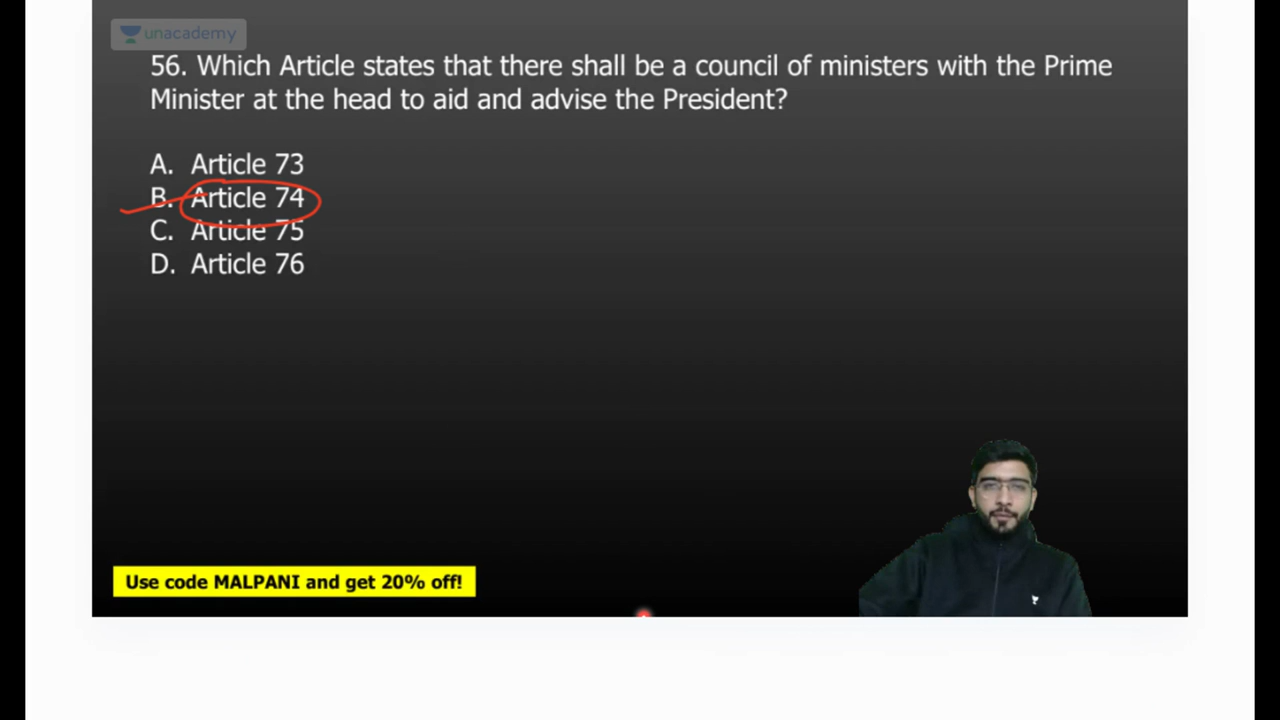 unacademy
56. Which Article states that there shall be a council of ministers with the Prime
Minister at the head to aid and advise the President?
A. Article 73
B. Article 74
C. Article 75
D. Article 76
Use code MALPANI and get 20% off!